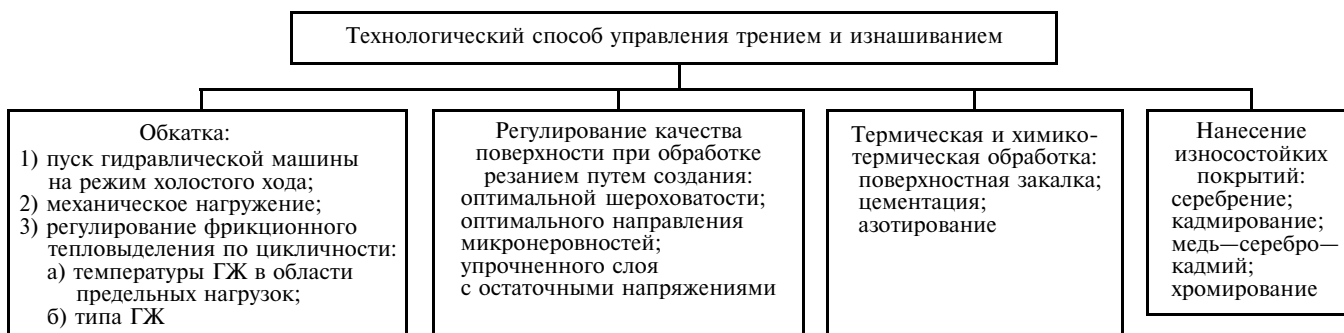 Технологический способ управления трением и изнашиванием
Обкатка:
1) пуск гидравлической машины
на режим холостого хода;
2) механическое нагружение;
3) регулирование фрикционного
тепловыделения по цикличности:
а) температуры ГЖ в области
предельных нагрузок;
б) типа ГЖ
Регулирование качества
поверхности при обработке
резанием путем создания:
оптимальной шероховатости;
оптимального направления
микронеровностей;
упрочненного слоя
с остаточными напряжениями
Термическая и химико-
термическая обработка:
поверхностная закалка;
цементация;
азотирование
Нанесение
износостойких
покрытий:
серебрение;
кадмирование;
медь—серебро—
кадмий;
хромирование